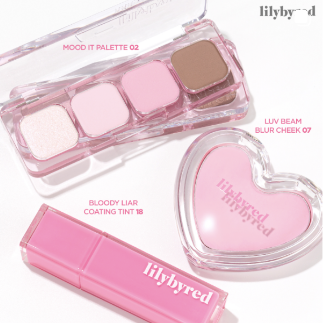 lilybyred
MOOD IT PALETTE 02
LUV BEAM
BLUR CHEEK 07
lilybyred
lilybyred
BLOODY LIAR
COATING TINT 18
lilybyred